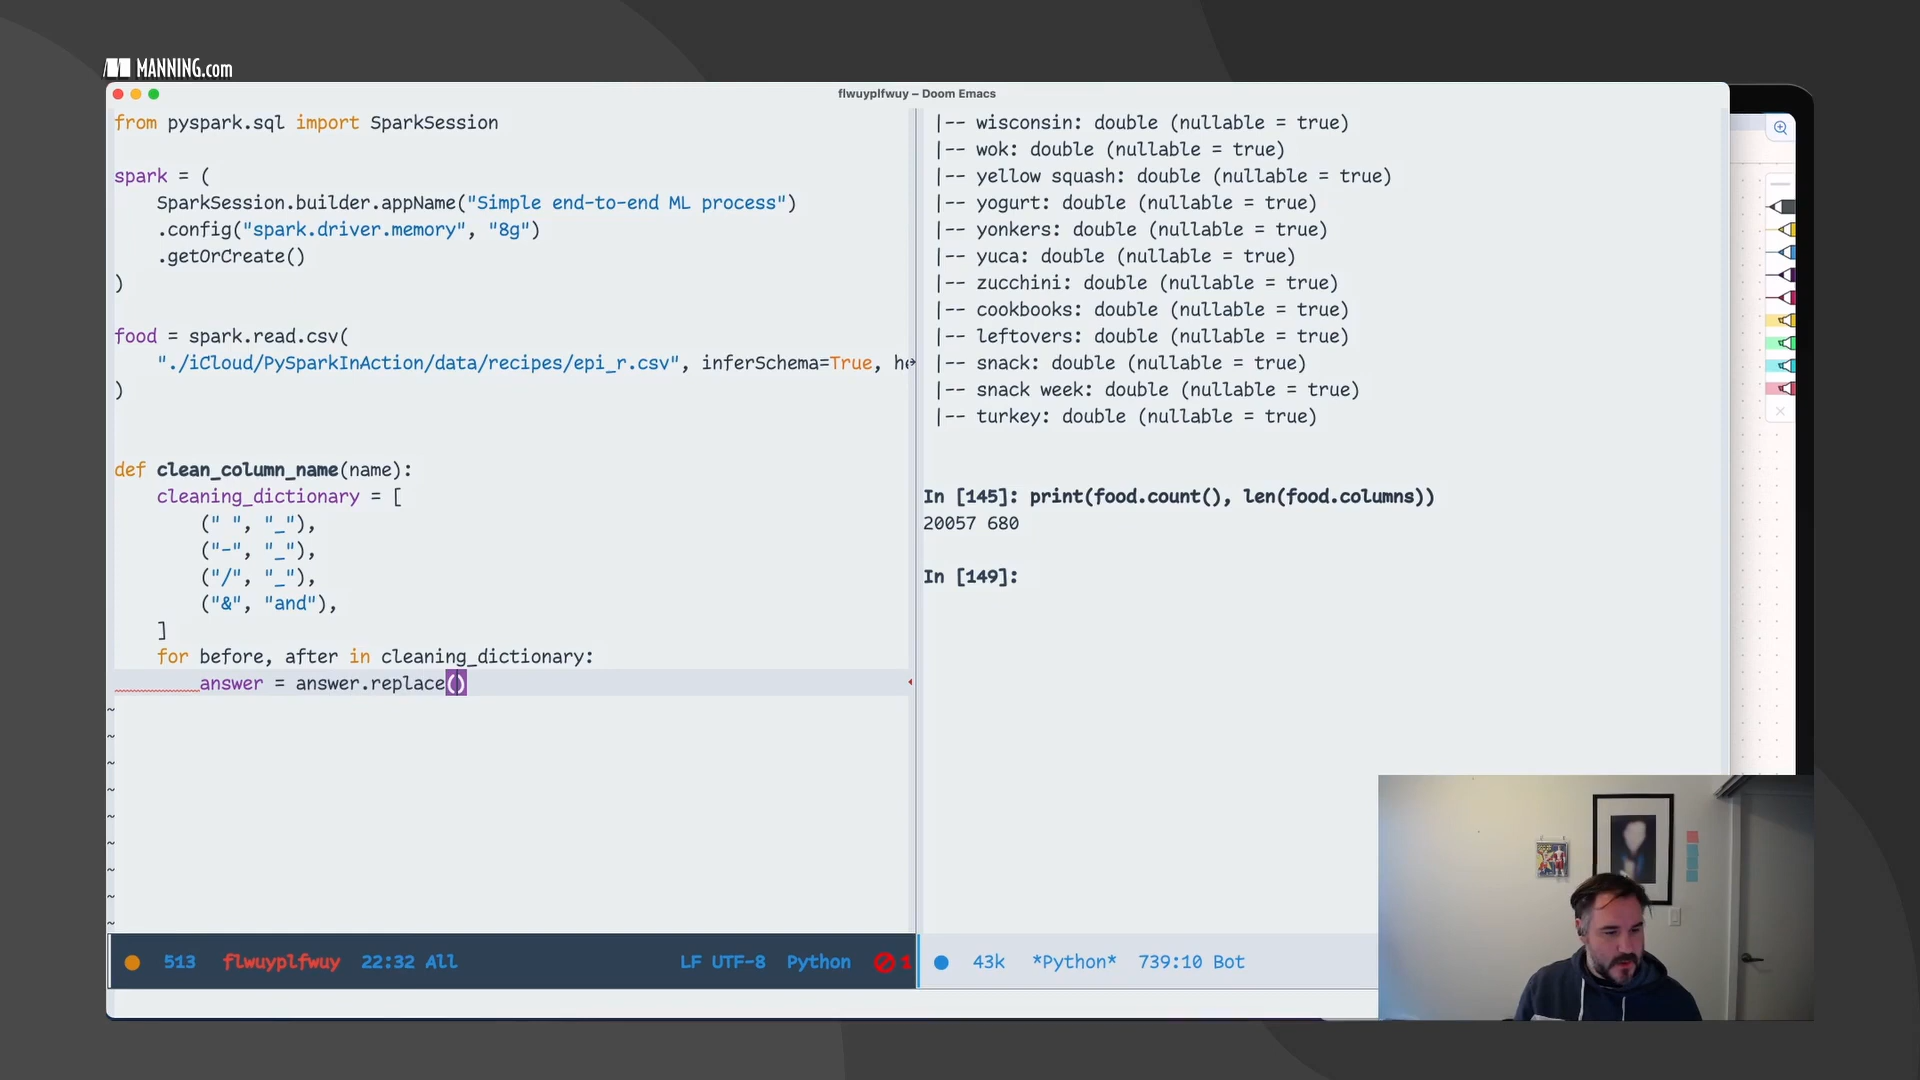 MANNING.com
flwuyplfwuy – Doom Emacs
from pyspark.sql import SparkSession
spark = (
SparkSession.builder.appName("Simple end-to-end ML process")
.config("spark.driver.memory", "8g")
.getOrCreate()
)
food = spark.read.csv(
"./iCloud/PySparkInAction/data/recipes/epi_r.csv", inferSchema=True, he
)
def clean_column_name(name):
cleaning_dictionary = [
(" ", "_"),
("-", "_"),
("/", "_"),
("&", "and"),
]
for before, after in cleaning_dictionary:
answer = answer.replace()
~
~
~
~
~
~
~
~
~
513 flwuyplfwuy 22:32 All LF UTF-8 Python 1
|-- wisconsin: double (nullable = true)
|-- wok: double (nullable = true)
|-- yellow squash: double (nullable = true)
|-- yogurt: double (nullable = true)
|-- yonkers: double (nullable = true)
|-- yuca: double (nullable = true)
|-- zucchini: double (nullable = true)
|-- cookbooks: double (nullable = true)
|-- leftovers: double (nullable = true)
|-- snack: double (nullable = true)
|-- snack week: double (nullable = true)
|-- turkey: double (nullable = true)
In [145]: print(food.count(), len(food.columns))
20057 680
In [149]:
43k *Python* 739:10 Bot